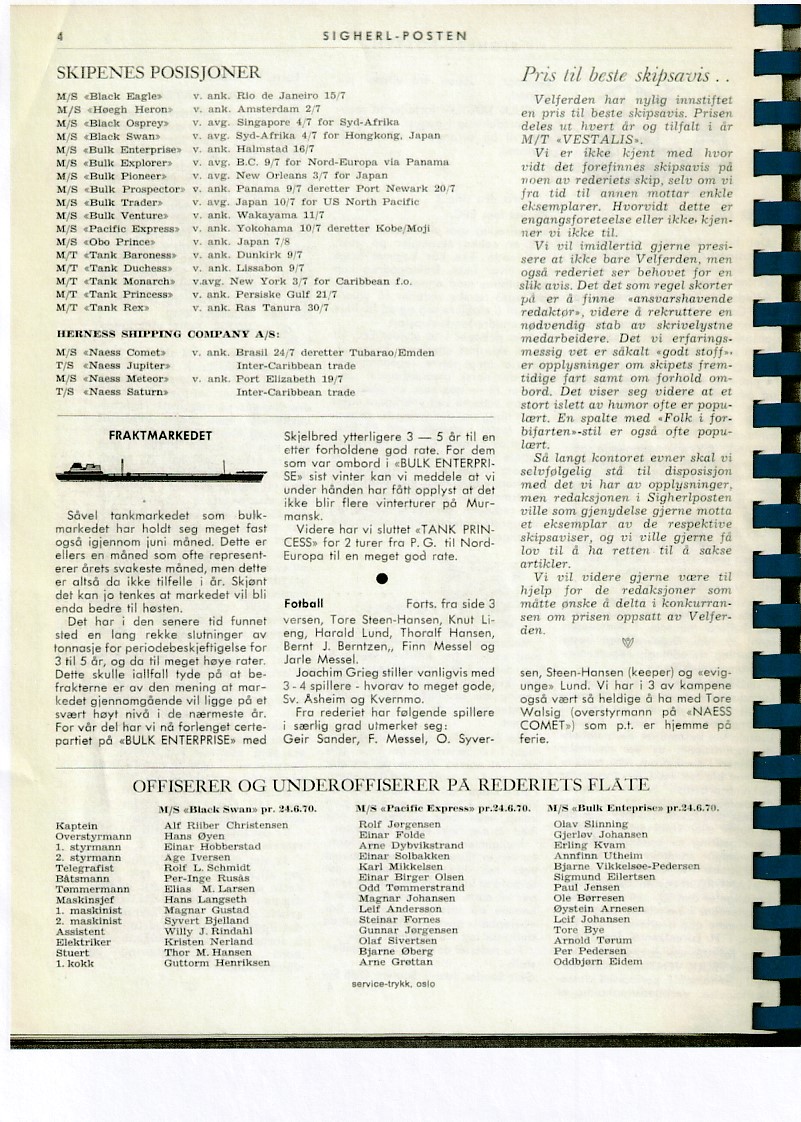 4
SIGHERL-POSTEN
SKIPENES POSISJONER
M/S «Black Eagle» v. ank. Rio de Janeiro 15/7
M/S «Høegh Heron» v. ank. Amsterdam 2/7
M/S «Black Osprey» v. avg. Singapore 4/7 for Syd-Afrika
M/S «Black Swan» v. avg. Syd-Afrika 4/7 for Hongkong, Japan
M/S «Bulk Enterprise» v. ank. Halmstad 16/7
M/S «Bulk Explorer» v. avg. B.C. 9/7 for Nord-Europa via Panama
M/S «Bulk Pioneer» v. avg. New Orleans 3/7 for Japan
M/S «Bulk Prospector» v. ank. Panama 9/7 deretter Port Newark 20/7
M/S «Bulk Trader» v. avg. Japan 10/7 for US North Pacific
M/S «Bulk Venture» v. ank. Wakayama 11/7
M/S «Pacific Express» v. ank. Yokohama 10/7 deretter Kobe/Moji
M/S «Obo Prince» v. ank. Japan 7/8
M/T «Tank Baroness» v. ank. Dunkirk 9/7
M/T «Tank Duchess» v. ank. Lissabon 9/7
M/T «Tank Monarch» v.avg. New York 3/7 for Caribbean f.o.
M/T «Tank Princess» v. ank. Persiske Gulf 21/7
M/T «Tank Rex» v. ank. Ras Tanura 30/7
HERNESS SHIPPING COMPANY A/S:
M/S «Naess Comet» v. ank. Brasil 24/7 deretter Tubarao/Emden
T/S «Naess Jupiter» Inter-Caribbean trade
M/S «Naess Meteor» v. ank. Port Elizabeth 19/7
T/S «Naess Saturn» Inter-Caribbean trade
FRAKTMARKEDET
Såvel tankmarkedet som bulk-
markedet har holdt seg meget fast
også igjennom juni måned. Dette er
ellers en måned som ofte represent-
erer årets svakeste måned, men dette
er altså da ikke tilfelle i år. Skjønt
det kan jo tenkes at markedet vil bli
enda bedre til høsten.
Det har i den senere tid funnet
sted en lang rekke slutninger av
tonnasje for periodebeskjeftigelse for
3 til 5 år, og da til meget høye rater.
Dette skulle iallfall tyde på at be-
frakterne er av den mening at mar-
kedet gjennomgående vil ligge på et
svært høyt nivå i de nærmeste år.
For vår del har vi nå forlenget certe-
partiet på «BULK ENTERPRISE» med
Skjelbred ytterligere 3 — 5 år til en
etter forholdene god rate. For dem
som var ombord i «BULK ENTERPRI-
SE» sist vinter kan vi meddele at vi
under hånden har fått opplyst at det
ikke blir flere vinterturer på Mur-
mansk.
Videre har vi sluttet «TANK PRIN-
CESS» for 2 turer fra P. G. til Nord-
Europa til en meget god rate.
Fotball Forts. fra side 3
versen, Tore Steen-Hansen, Knut Li-
eng, Harald Lund, Thoralf Hansen,
Bernt J. Berntzen,, Finn Messel og
Jarle Messel.
Joachim Grieg stiller vanligvis med
3 - 4 spillere - hvorav to meget gode,
Sv. Åsheim og Kvernmo.
Fra rederiet har følgende spillere
i særlig grad utmerket seg:
Geir Sander, F. Messel, O. Syver-
Pris til beste skipsavis . .
Velferden har nylig innstiftet
en pris til beste skipsavis. Prisen
deles ut hvert år og tilfalt i år
M/T «VESTALIS».
Vi er ikke kjent med hvor
vidt det forefinnes skipsavis på
noen av rederiets skip, selv om vi
fra tid til annen mottar enkle
eksemplarer. Hvorvidt dette er
engangsforeteelse eller ikke, kjen-
ner vi ikke til.
Vi vil imidlertid gjerne presi-
sere at ikke bare Velferden, men
også rederiet ser behovet for en
slik avis. Det det som regel skorter
på er å finne «ansvarshavende
redaktør», videre å rekruttere en
nødvendig stab av skrivelystne
medarbeidere. Det vi erfarings-
messig vet er såkalt «godt stoff»
er opplysninger om skipets frem-
tidige fart samt om forhold om-
bord. Det viser seg videre at et
stort islett av humor ofte er popu-
lært. En spalte med «Folk i for-
bifarten»-stil er også ofte popu-
lært.
Så langt kontoret evner skal vi
selvfølgelig stå til disposisjon
med det vi har av opplysninger,
men redaksjonen i Sigherlposten
ville som gjenydelse gjerne motta
et eksemplar av de respektive
skipsaviser, og vi ville gjerne få
lov til å ha retten til å sakse
artikler.
Vi vil videre gjerne være til
hjelp for de redaksjoner som
måtte ønske å delta i konkurran-
sen om prisen oppsatt av Velfer-
den.
sen, Steen-Hansen (keeper) og «evig-
unge» Lund. Vi har i 3 av kampene
også vært så heldige å ha med Tore
Walsig (overstyrmann på «NAESS
COMET») som p.t. er hjemme på
ferie.
OFFISERER OG UNDEROFFISERER PÅ REDERIETS FLÅTE
M/S «Black Swan» pr. 24.6.70. M/S «Pacific Express» pr.24.6.70. M/S «Bulk Enteprise» pr.24.6.70.
Kaptein Alf Riiber Christensen Rolf Jørgensen Olav Slinning
Overstyrmann Hans Øyen Einar Folde Gjerløv Johansen
1. styrmann Einar Hobberstad Arne Dybvikstrand Erling Kvam
2. styrmann Åge Iversen Einar Solbakken Annfinn Utheim
Telegrafist Rolf L. Schmidt Karl Mikkelsen Bjarne Vikkelsøe-Pedersen
Båtsmann Per-Inge Rusås Einar Birger Olsen Sigmund Eilertsen
Tømmermann Elias M. Larsen Odd Tømmerstrand Paul Jensen
Maskinsjef Hans Langseth Magnar Johansen Ole Børresen
1. maskinist Magnar Gustad Leif Andersson Øystein Arnesen
2. maskinist Syvert Bjelland Steinar Fornes Leif Johansen
Assistent Willy J. Rindahl Gunnar Jørgensen Tore Bye
Elektriker Kristen Nerland Olaf Sivertsen Arnold Tørum
Stuert Thor M. Hansen Bjarne Øberg Per Pedersen
1. kokk Guttorm Henriksen Arne Grøttan Oddbjørn Eidem
service-trykk, oslo